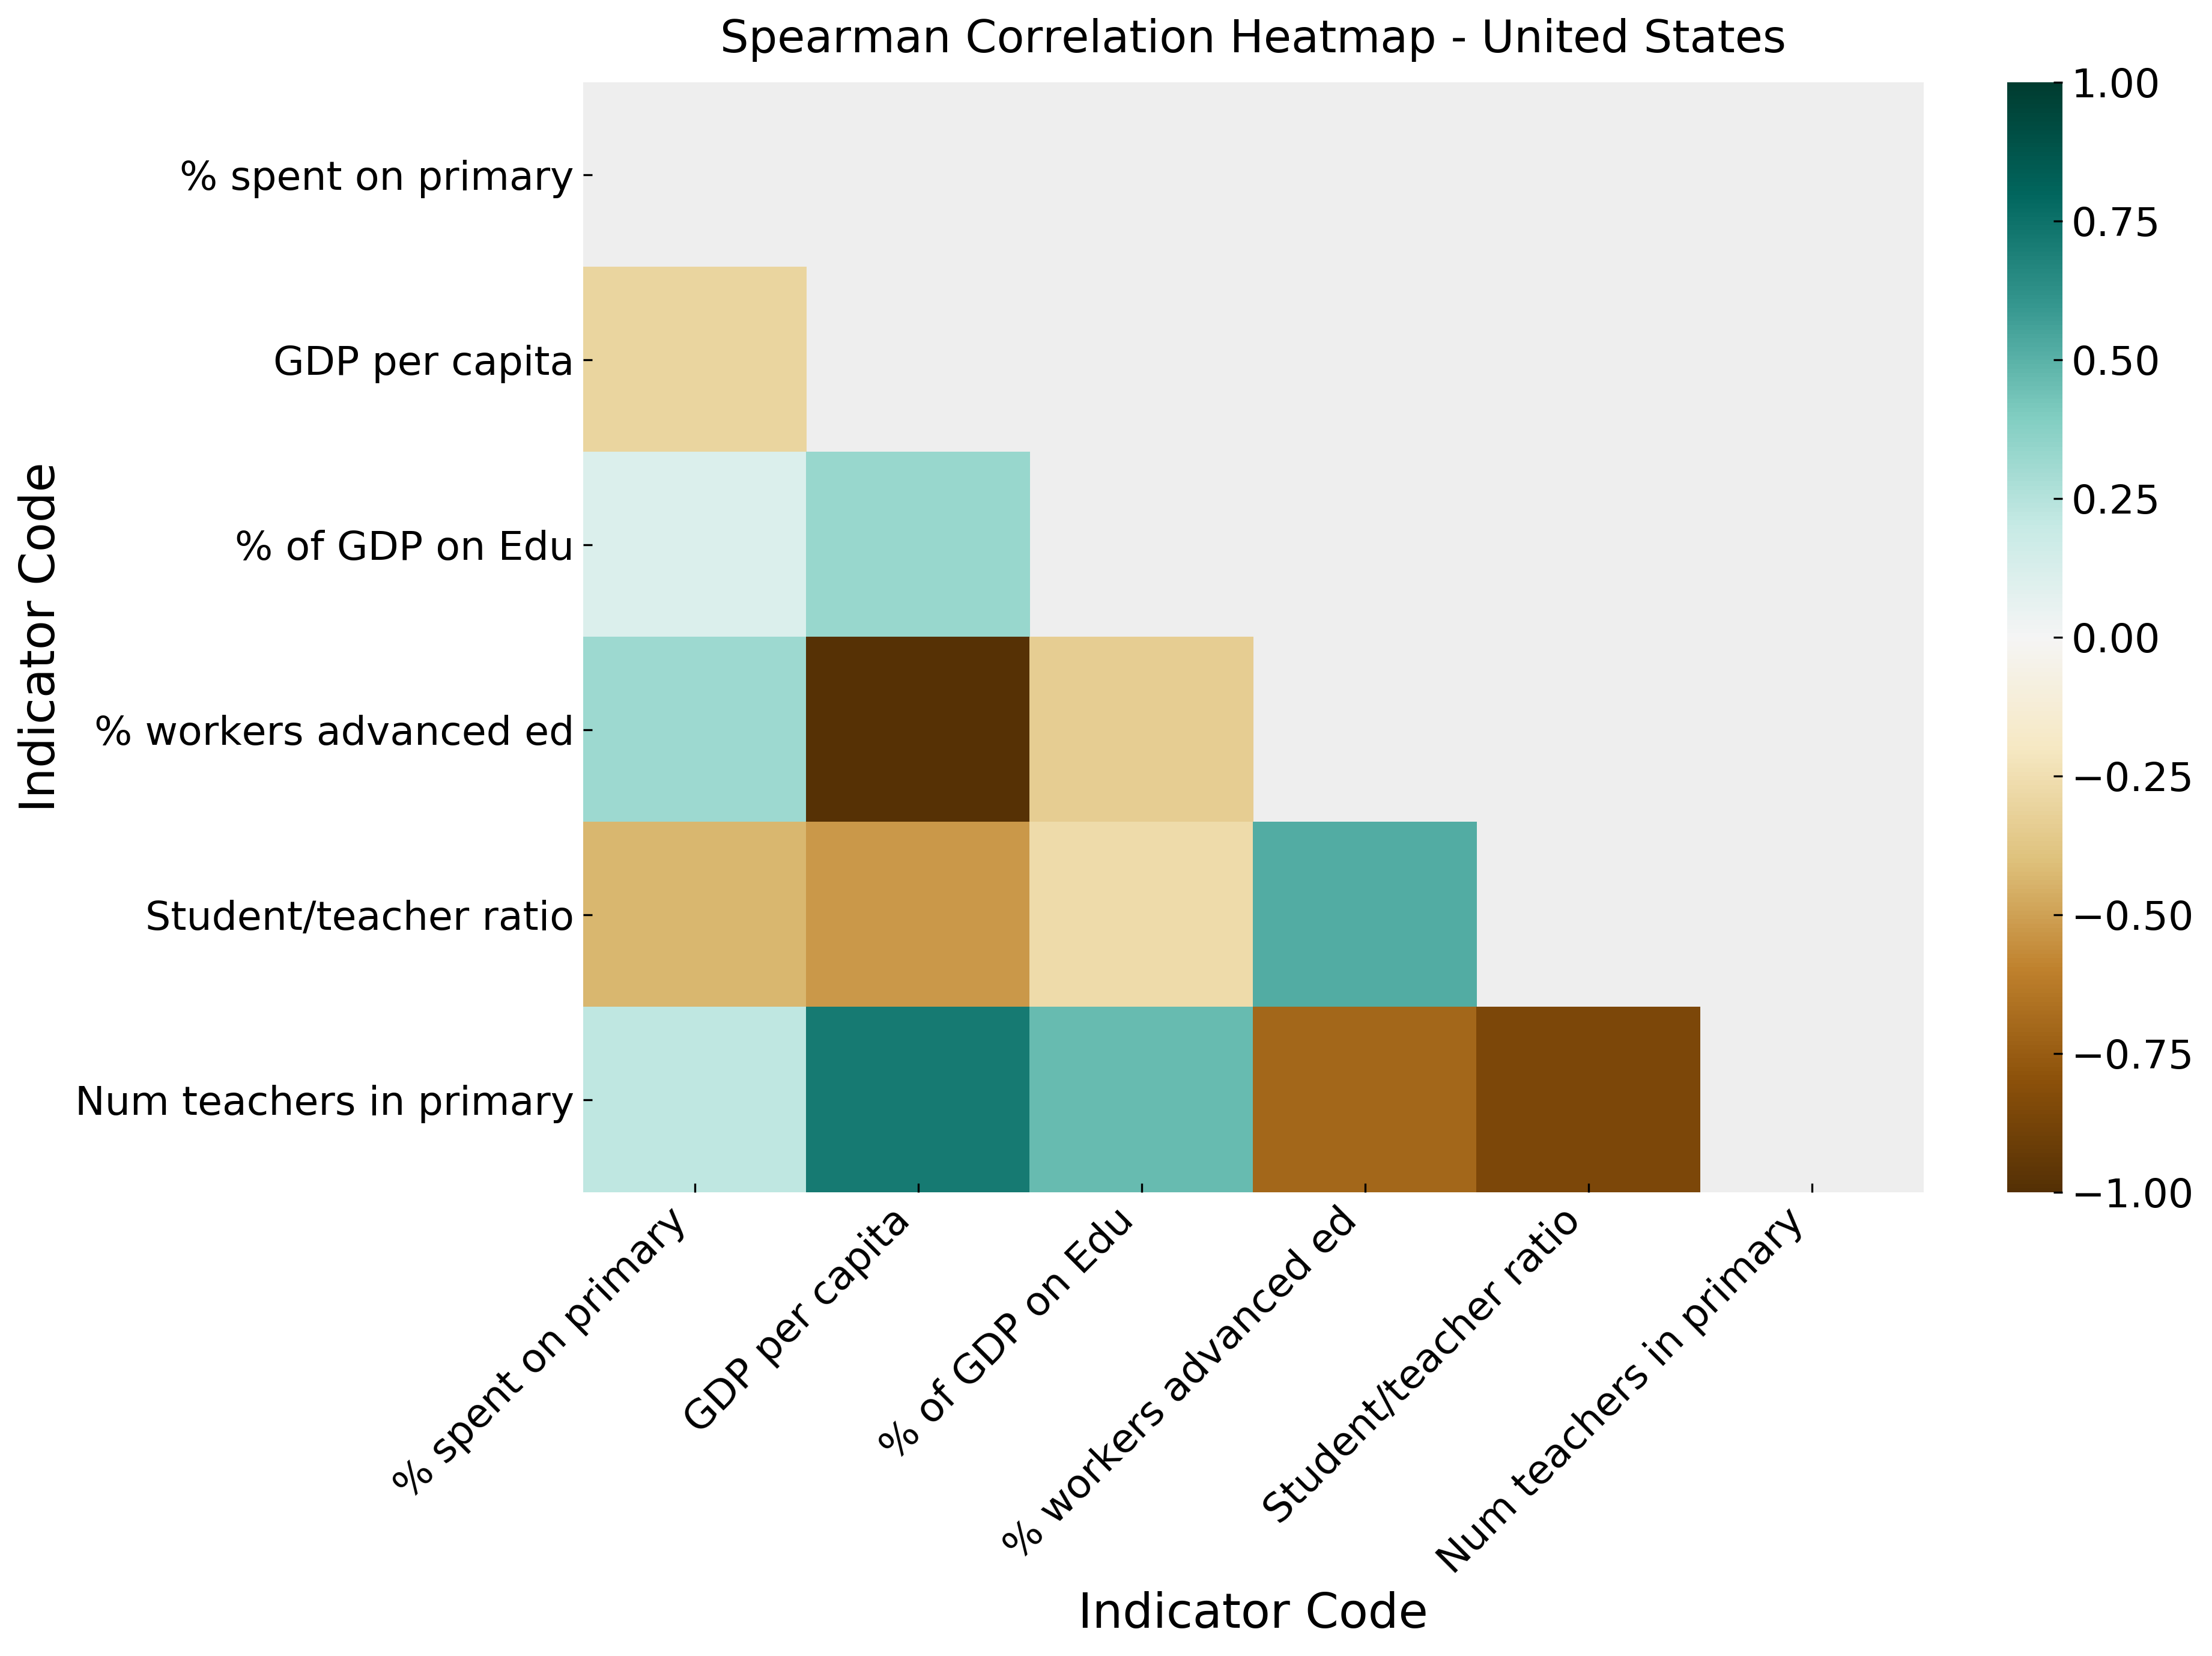 Spearman Correlation Heatmap - United States
Indicator Code
% spent on primary
GDP per capita
% of GDP on Edu
% workers advanced ed
Student/teacher ratio
Num teachers in primary
1.00
0.75
0.50
0.25
0.00
−0.25
−0.50
−0.75
−1.00
% spent on primary
GDP per capita
% of GDP on Edu
% workers advanced ed
Student/teacher ratio
Num teachers in primary
Indicator Code